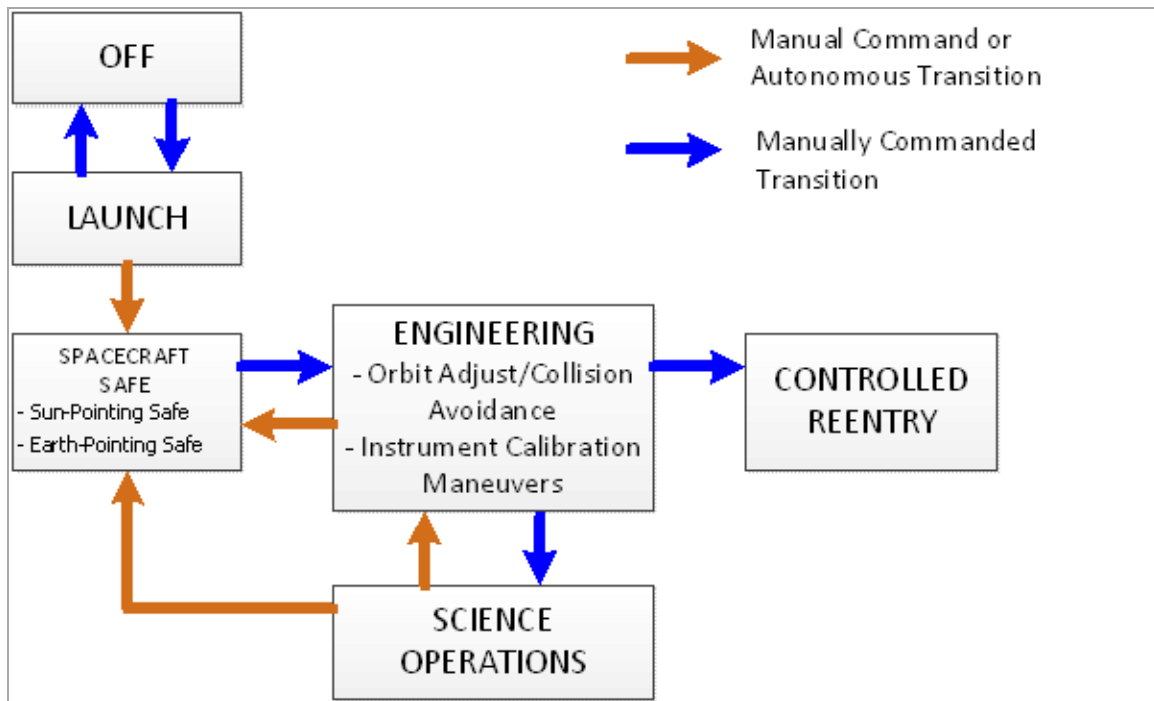 OFF
Manual Command or
Autonomous Transition
Manually Commanded
Transition
LAUNCH
SPACECRAFT
SAFE
- Sun-Pointing Safe
- Earth-Pointing Safe
ENGINEERING
- Orbit Adjust/Collision
Avoidance
- Instrument Calibration
Maneuvers
CONTROLLED
REENTRY
SCIENCE
OPERATIONS